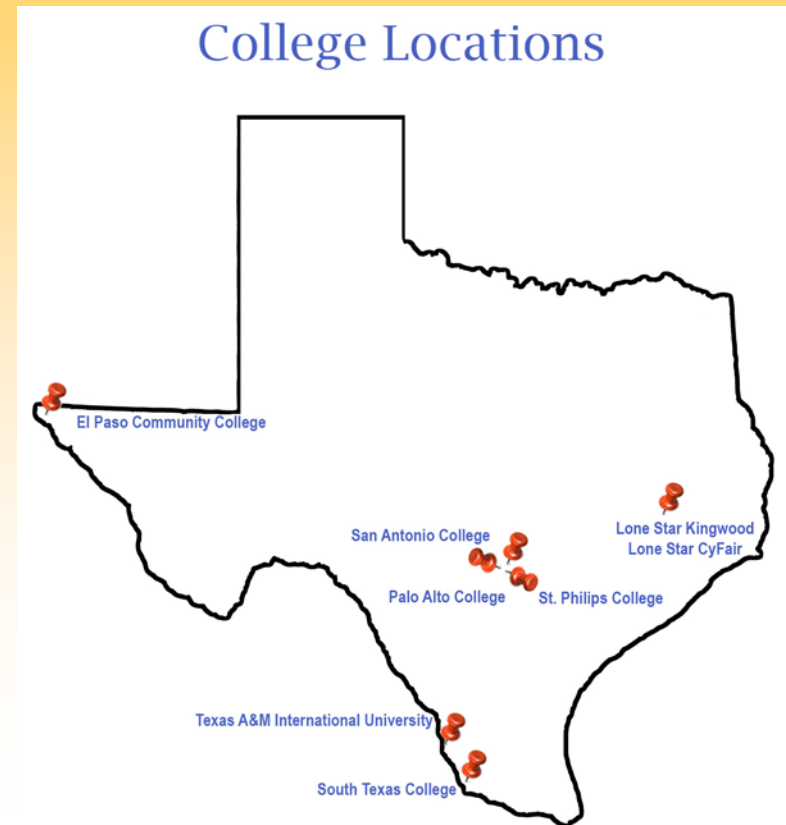 College Locations
El Paso Community College
Lone Star Kingwood
Lone Star CyFair
San Antonio College
Palo Alto College
St. Philips College
Texas A&M International University
South Texas College